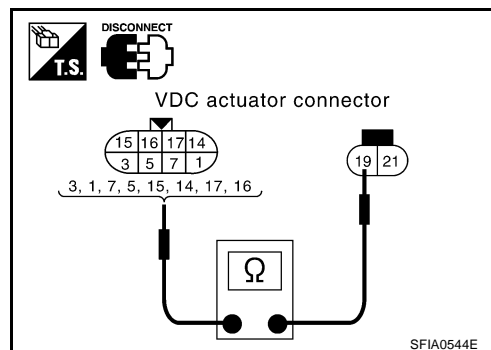 DISCONNECT
T.S.
VDC actuator connector
15 16 17 14
3 5 7 1
19 21
3, 1, 7, 5, 15, 14, 17, 16
Ω
SFIA0544E